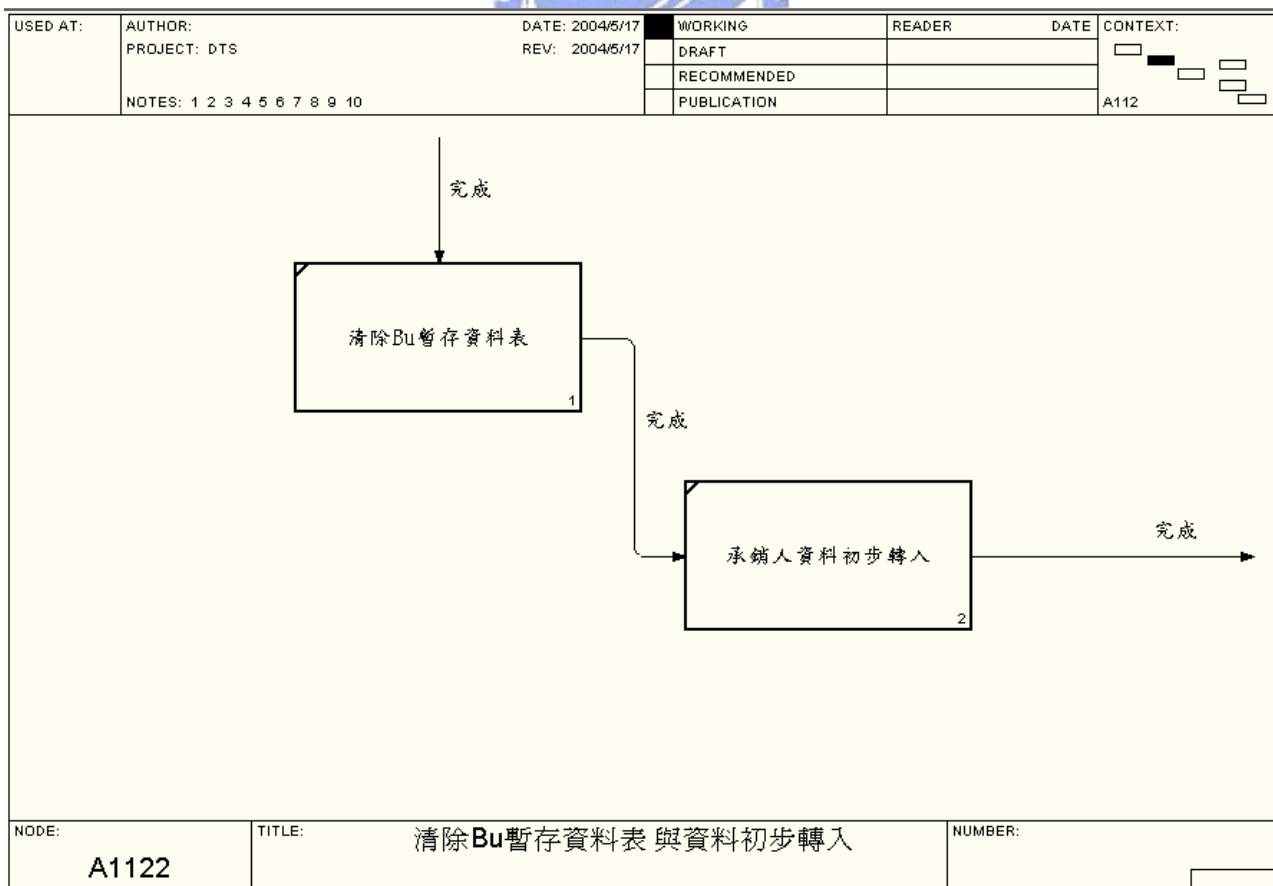 USED AT:
AUTHOR:
DATE: 2004/5/17
PROJECT: DTS
REV: 2004/5/17
NOTES: 1 2 3 4 5 6 7 8 9 10
WORKING
DRAFT
RECOMMENDED
PUBLICATION
READER
DATE
CONTEXT:
A112
完成
清除Bu暫存資料表
1
完成
承銷人資料初步轉入
2
完成
NODE:
A1122
TITLE:
清除Bu暫存資料表 與資料初步轉入
NUMBER: